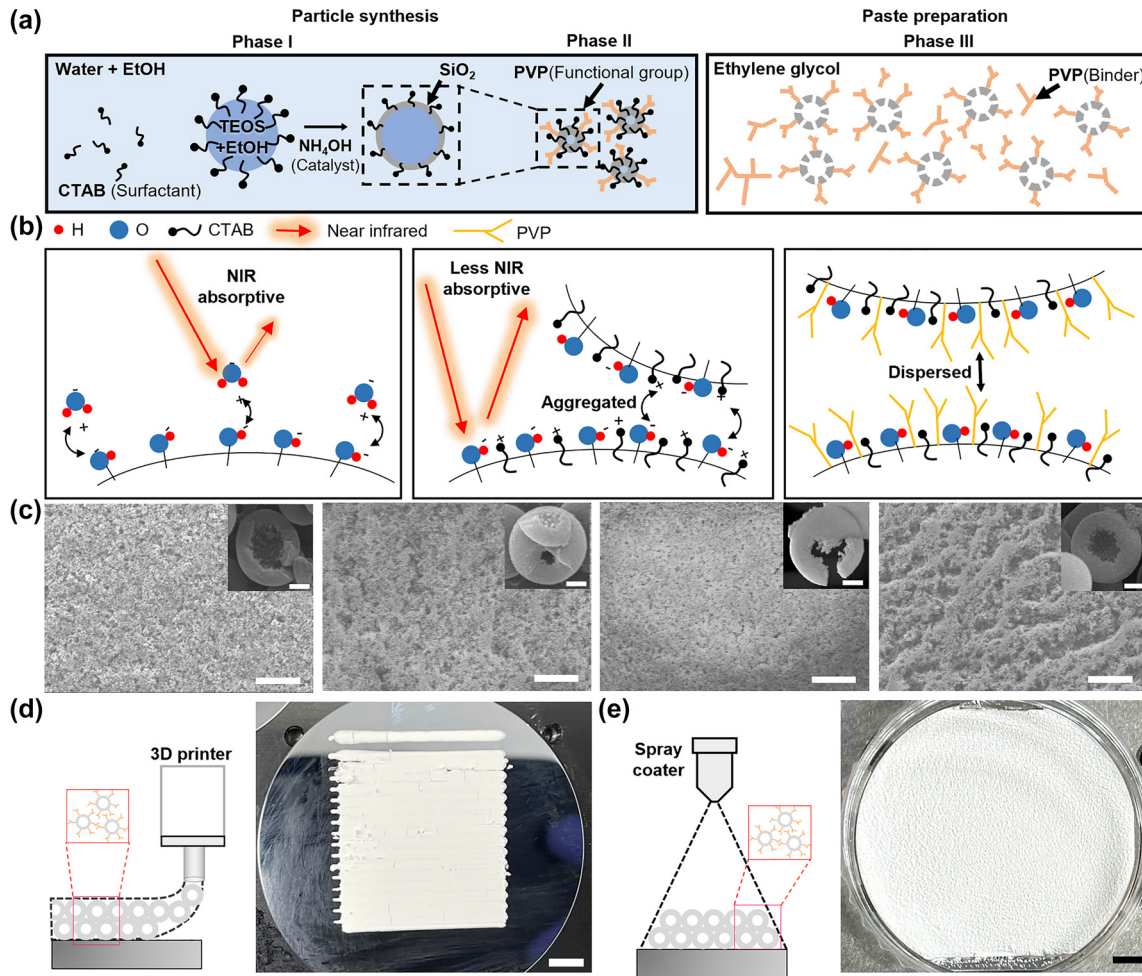 (a)
Particle synthesis
Paste preparation
Phase I
Phase II
Phase III
Water + EtOH
SiO₂
PVP(Functional group)
Ethylene glycol
PVP(Binder)
TEOS
+EtOH
NH₄OH
(Catalyst)
CTAB (Surfactant)
(b)
H
O
CTAB
Near infrared
PVP
NIR
absorptive
Less NIR
absorptive
Aggregated
Dispersed
(c)
(d)
3D printer
(e)
Spray
coater